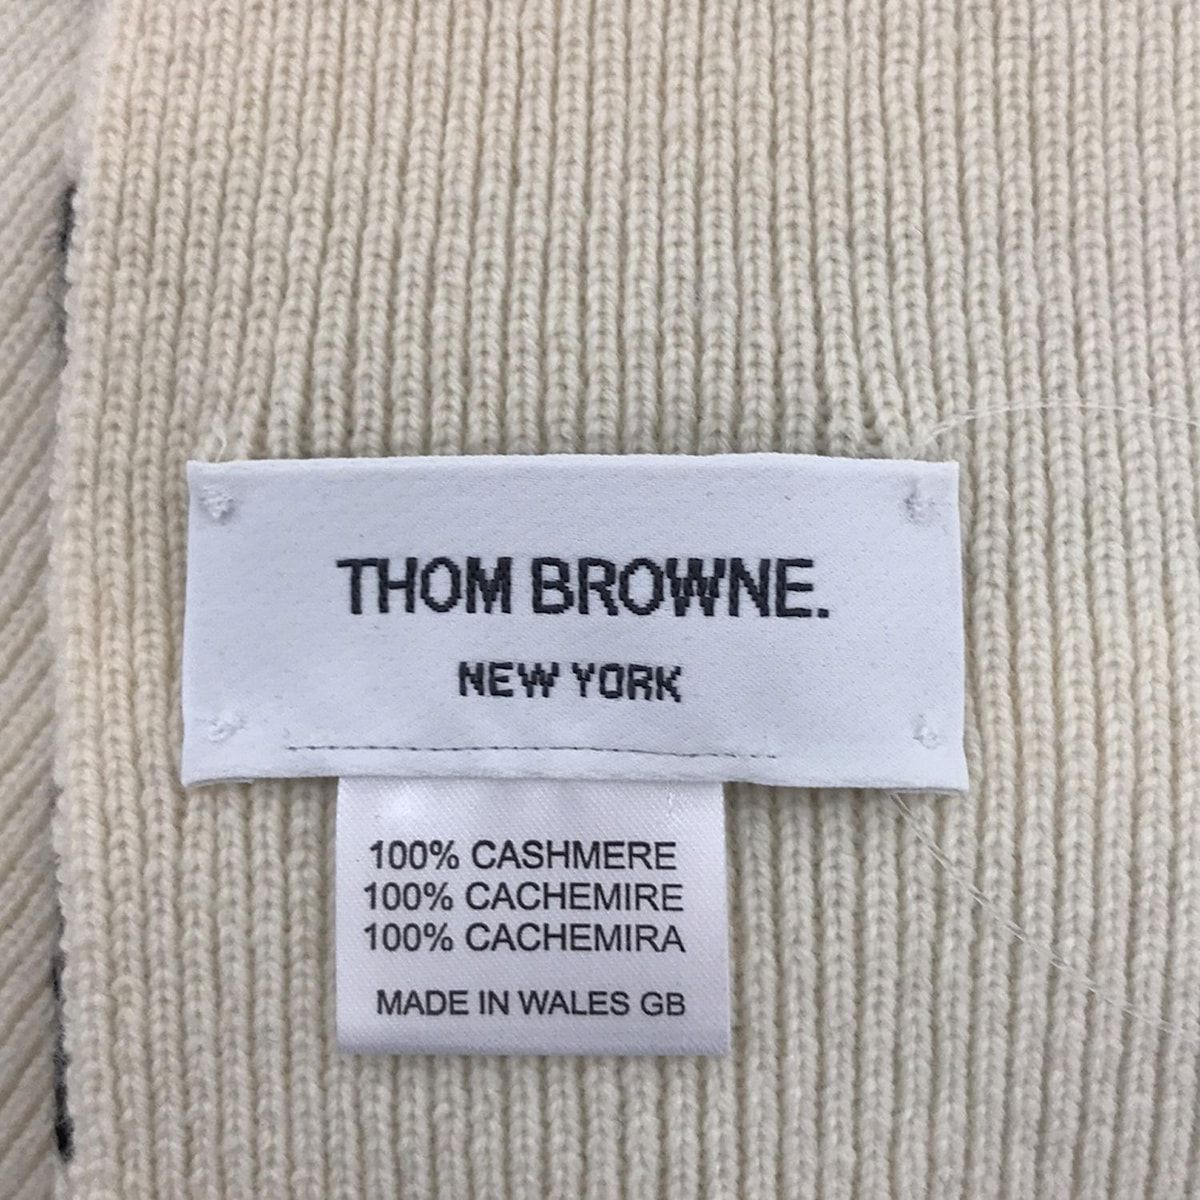 THOM BROWNE.
NEW YORK
100% CASHMERE
100% CACHEMIRE
100% CACHEMIRA
MADE IN WALES GB